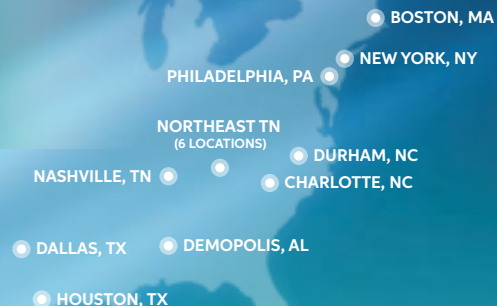 BOSTON, MA
NEW YORK, NY
PHILADELPHIA, PA
NORTHEAST TN
(6 LOCATIONS)
DURHAM, NC
NASHVILLE, TN
CHARLOTTE, NC
DALLAS, TX
DEMOPOLIS, AL
HOUSTON, TX